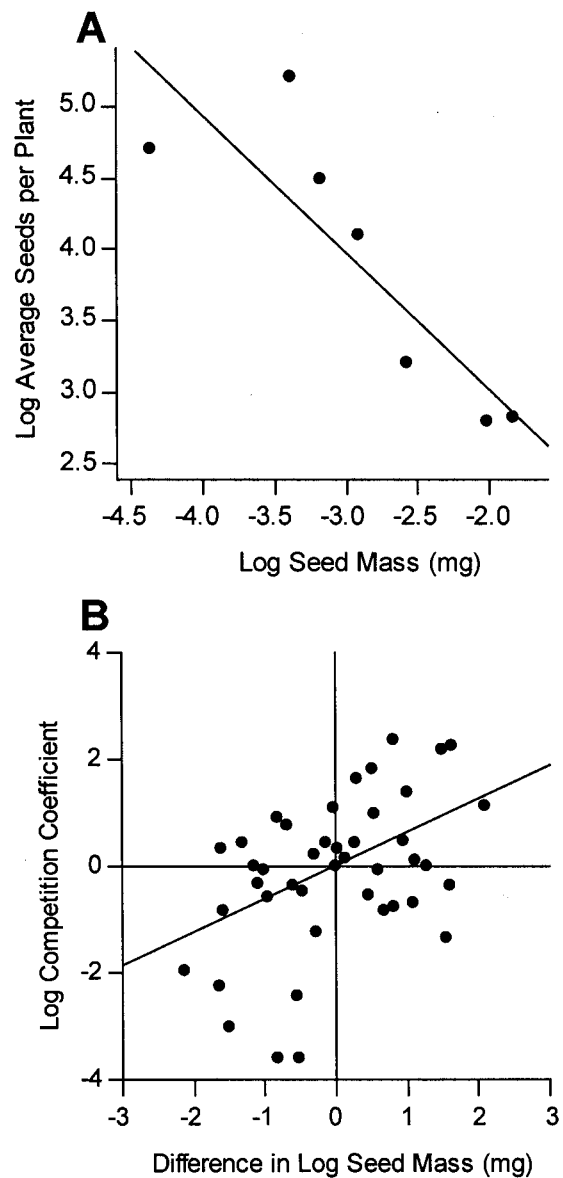 A
Log Average Seeds per Plant
5.0
4.5
4.0
3.5
3.0
2.5
-4.5 -4.0 -3.5 -3.0 -2.5 -2.0
Log Seed Mass (mg)
B
Log Competition Coefficient
4
2
0
-2
-4
-3 -2 -1 0 1 2 3
Difference in Log Seed Mass (mg)